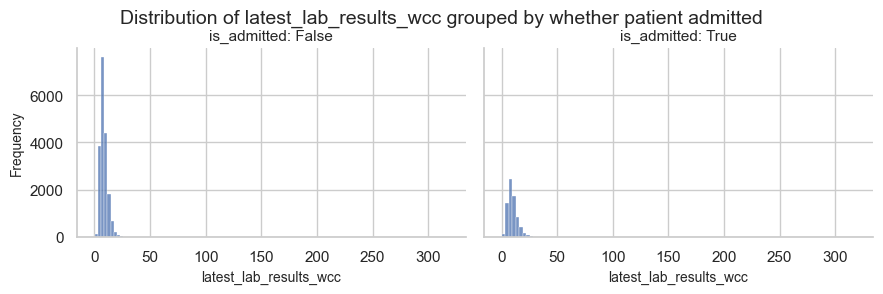 Distribution of latest_lab_results_wcc grouped by whether patient admitted
is_admitted: False
is_admitted: True
Frequency
6000
4000
2000
0
0 50 100 150 200 250 300
0 50 100 150 200 250 300
latest_lab_results_wcc
latest_lab_results_wcc